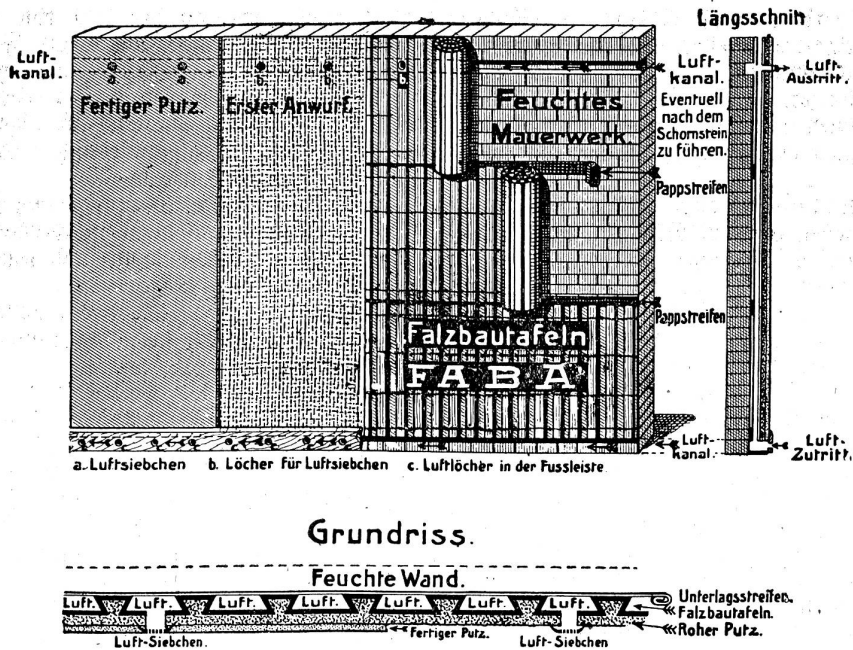 Längsschnitt
Luft-
kanal.
Luft-
kanal.
Luft-
Austritt.
Fertiger Putz.
Erster Anwurf.
Feuchtes
Mauerwerk.
Eventuell
nach dem
Schornstein
zu führen.
Pappstreifen
Pappstreifen
Falzbautafeln
FABA
Luft-
kanal.
Luft-
Zutritt.
a. Luftsiebchen b. Löcher für Luftsiebchen c. Luftlöcher in der Fussleiste
Grundriss.
Feuchte Wand.
Luft. Luft. Luft. Luft. Luft. Luft. Luft.
Unterlagsstreifen.
Falzbautafeln.
Roher Putz.
Fertiger Putz.
Luft-Siebchen. Luft-Siebchen